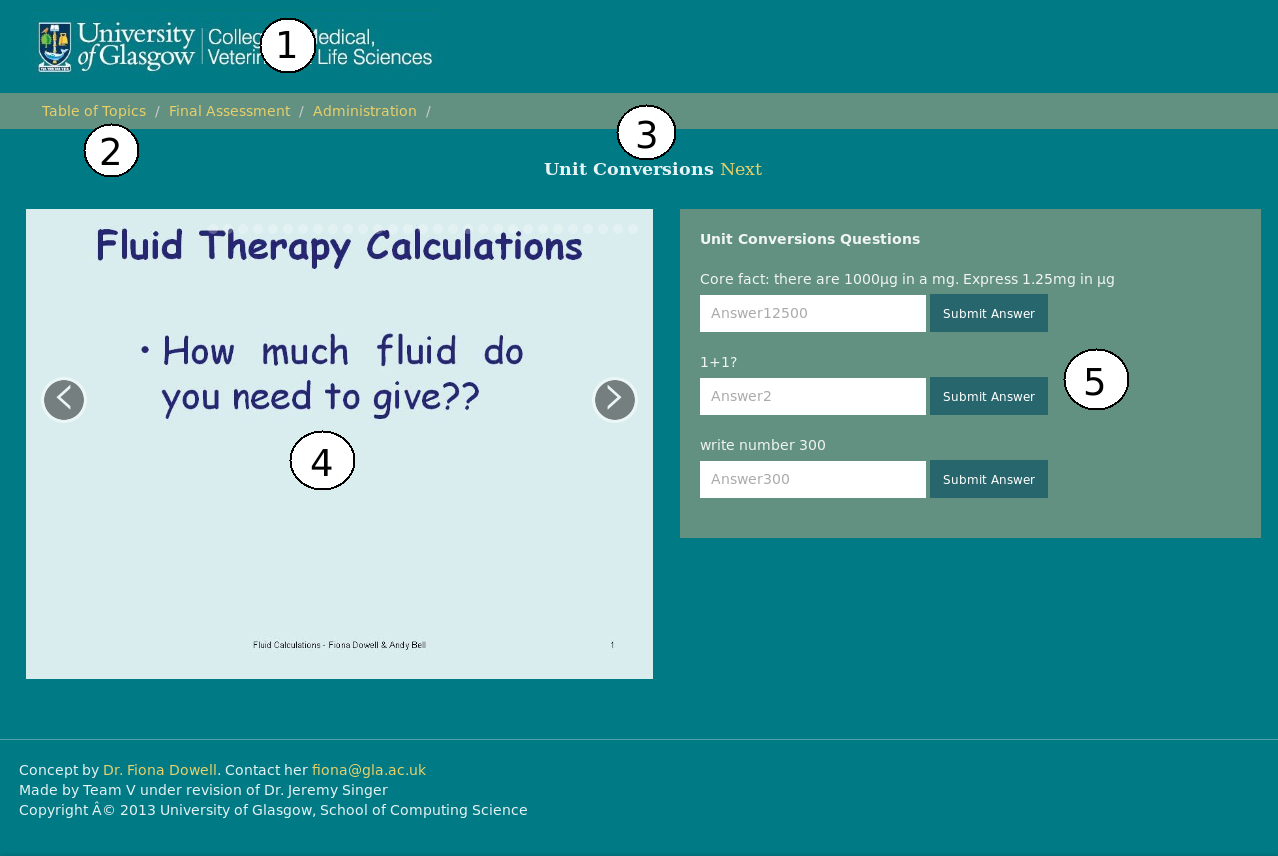 University of Glasgow
Colleg Medical,
Veterin Life Sciences
1
Table of Topics / Final Assessment / Administration /
2
3
Unit Conversions Next
Fluid Therapy Calculations
• How much fluid do
you need to give??
4
Fluid Calculations - Fiona Dowell & Andy Bell 1
Unit Conversions Questions
Core fact: there are 1000µg in a mg. Express 1.25mg in µg
Answer12500 Submit Answer
1+1?
Answer2 Submit Answer
5
write number 300
Answer300 Submit Answer
Concept by Dr. Fiona Dowell. Contact her fiona@gla.ac.uk
Made by Team V under revision of Dr. Jeremy Singer
Copyright Â© 2013 University of Glasgow, School of Computing Science